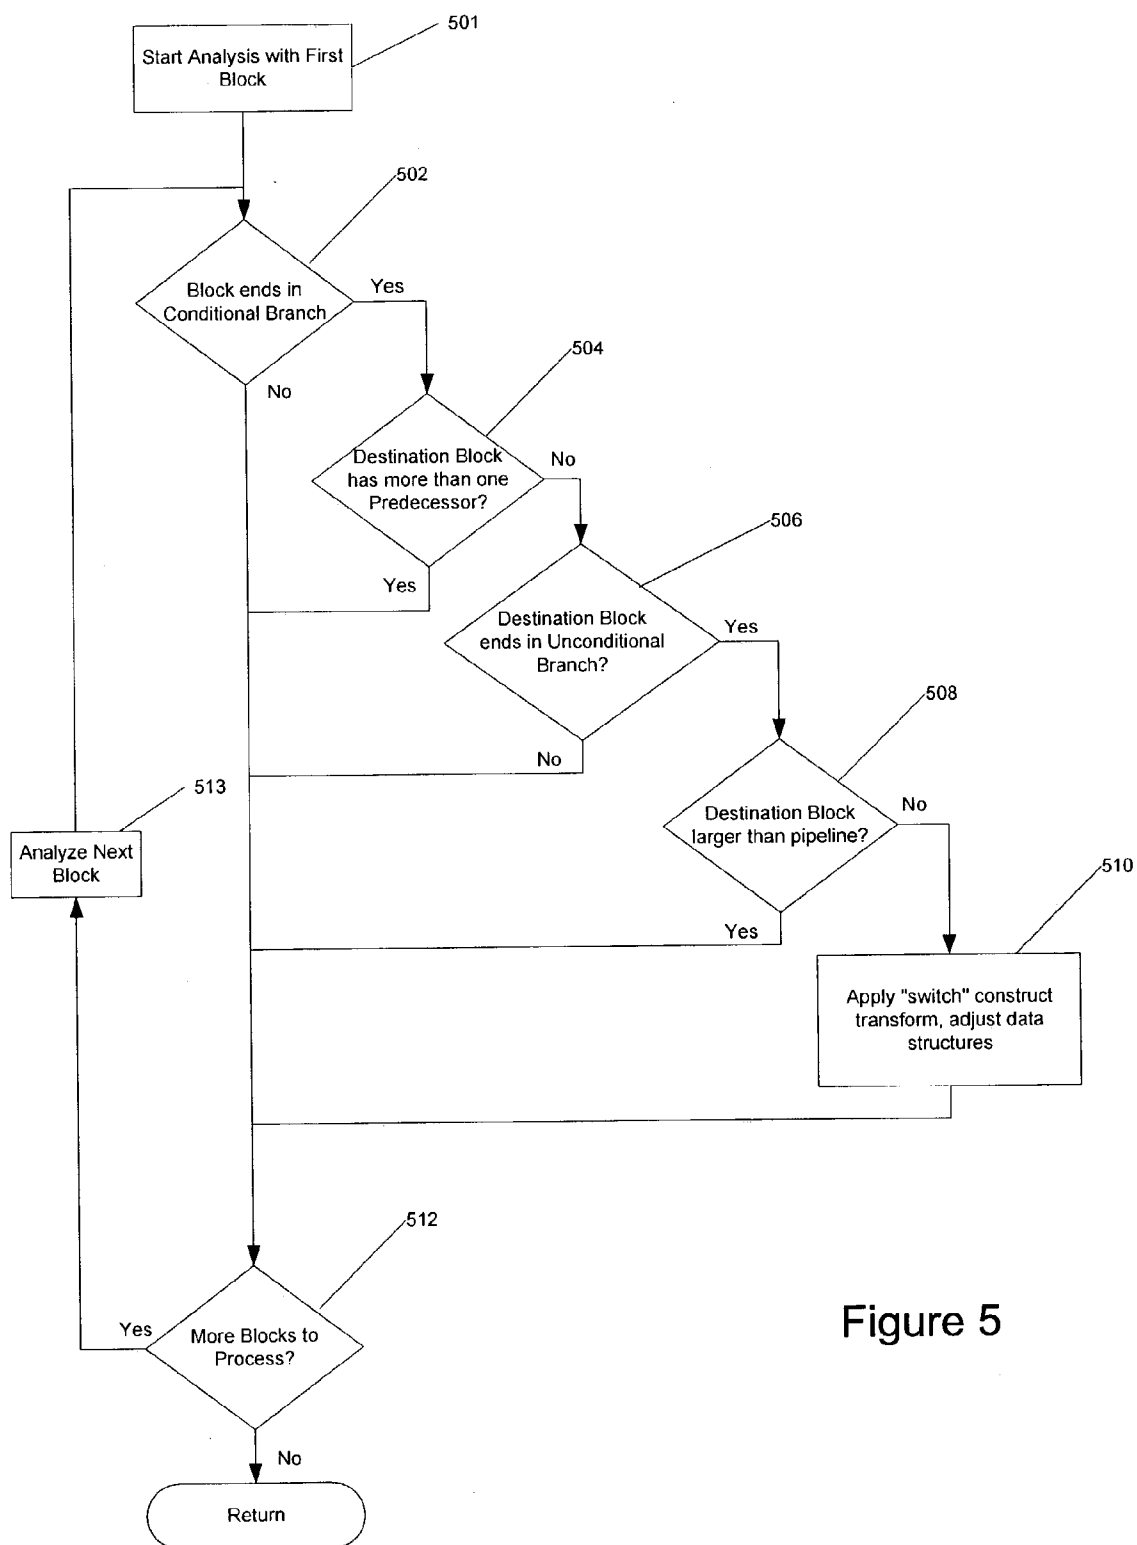 501
Start Analysis with First
Block
502
Block ends in
Conditional Branch
Yes
No
504
Destination Block
has more than one
Predecessor?
No
Yes
506
Destination Block
ends in Unconditional
Branch?
Yes
No
508
Destination Block
larger than pipeline?
No
Yes
513
Analyze Next
Block
510
Apply "switch" construct
transform, adjust data
structures
512
More Blocks to
Process?
Yes
No
Return
Figure 5